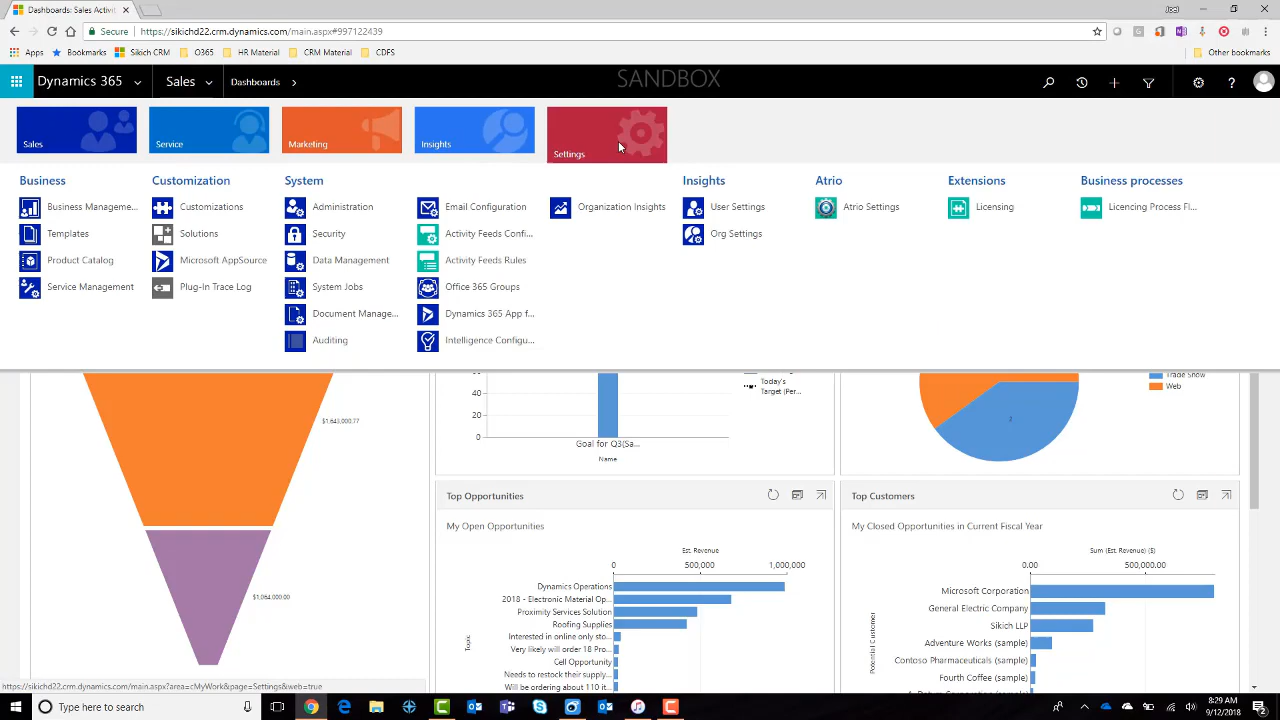 Dashboards: Sales Activit
Secure
https://sikichd22.crm.dynamics.com/main.aspx#997122439
Apps
Bookmarks
Sikich CRM
O365
HR Material
CRM Material
CDFS
Other bookmarks
Dynamics 365
Sales
Dashboards
SANDBOX
Sales
Service
Marketing
Insights
Settings
Business
Business Manageme...
Templates
Product Catalog
Service Management
Customization
Customizations
Solutions
Microsoft AppSource
Plug-In Trace Log
System
Administration
Security
Data Management
System Jobs
Document Manage...
Auditing
Email Configuration
Activity Feeds Confi...
Activity Feeds Rules
Office 365 Groups
Dynamics 365 App f...
Intelligence Configu...
Organization Insights
Insights
User Settings
Org Settings
Atrio
Atrio Settings
Extensions
Licensing
Business processes
Licencing Process Fl...
$1,643,000.77
$1,064,000.00
40
20
0
Goal for Q3(Sa...
Name
Today's
Target (Per...
Trade Show
Web
Top Opportunities
My Open Opportunities
Est. Revenue
0
500,000
1,000,000
Topic
Dynamics Operations
2018 - Electronic Material Op...
Proximity Services Solution
Roofing Supplies
Interested in online only sto...
Very likely will order 18 Pro...
Cell Opportunity
Needs to restock their supply...
Will be ordering about 110 it...
Top Customers
My Closed Opportunities in Current Fiscal Year
Sum (Est. Revenue) ($)
0.00
500,000.00
Potential Customer
Microsoft Corporation
General Electric Company
Sikich LLP
Adventure Works (sample)
Contoso Pharmaceuticals (sample)
Fourth Coffee (sample)
https://sikichd22.crm.dynamics.com/main.aspx?area=cMyWork&page=Settings&web=true
Type here to search
8:29 AM
9/12/2018